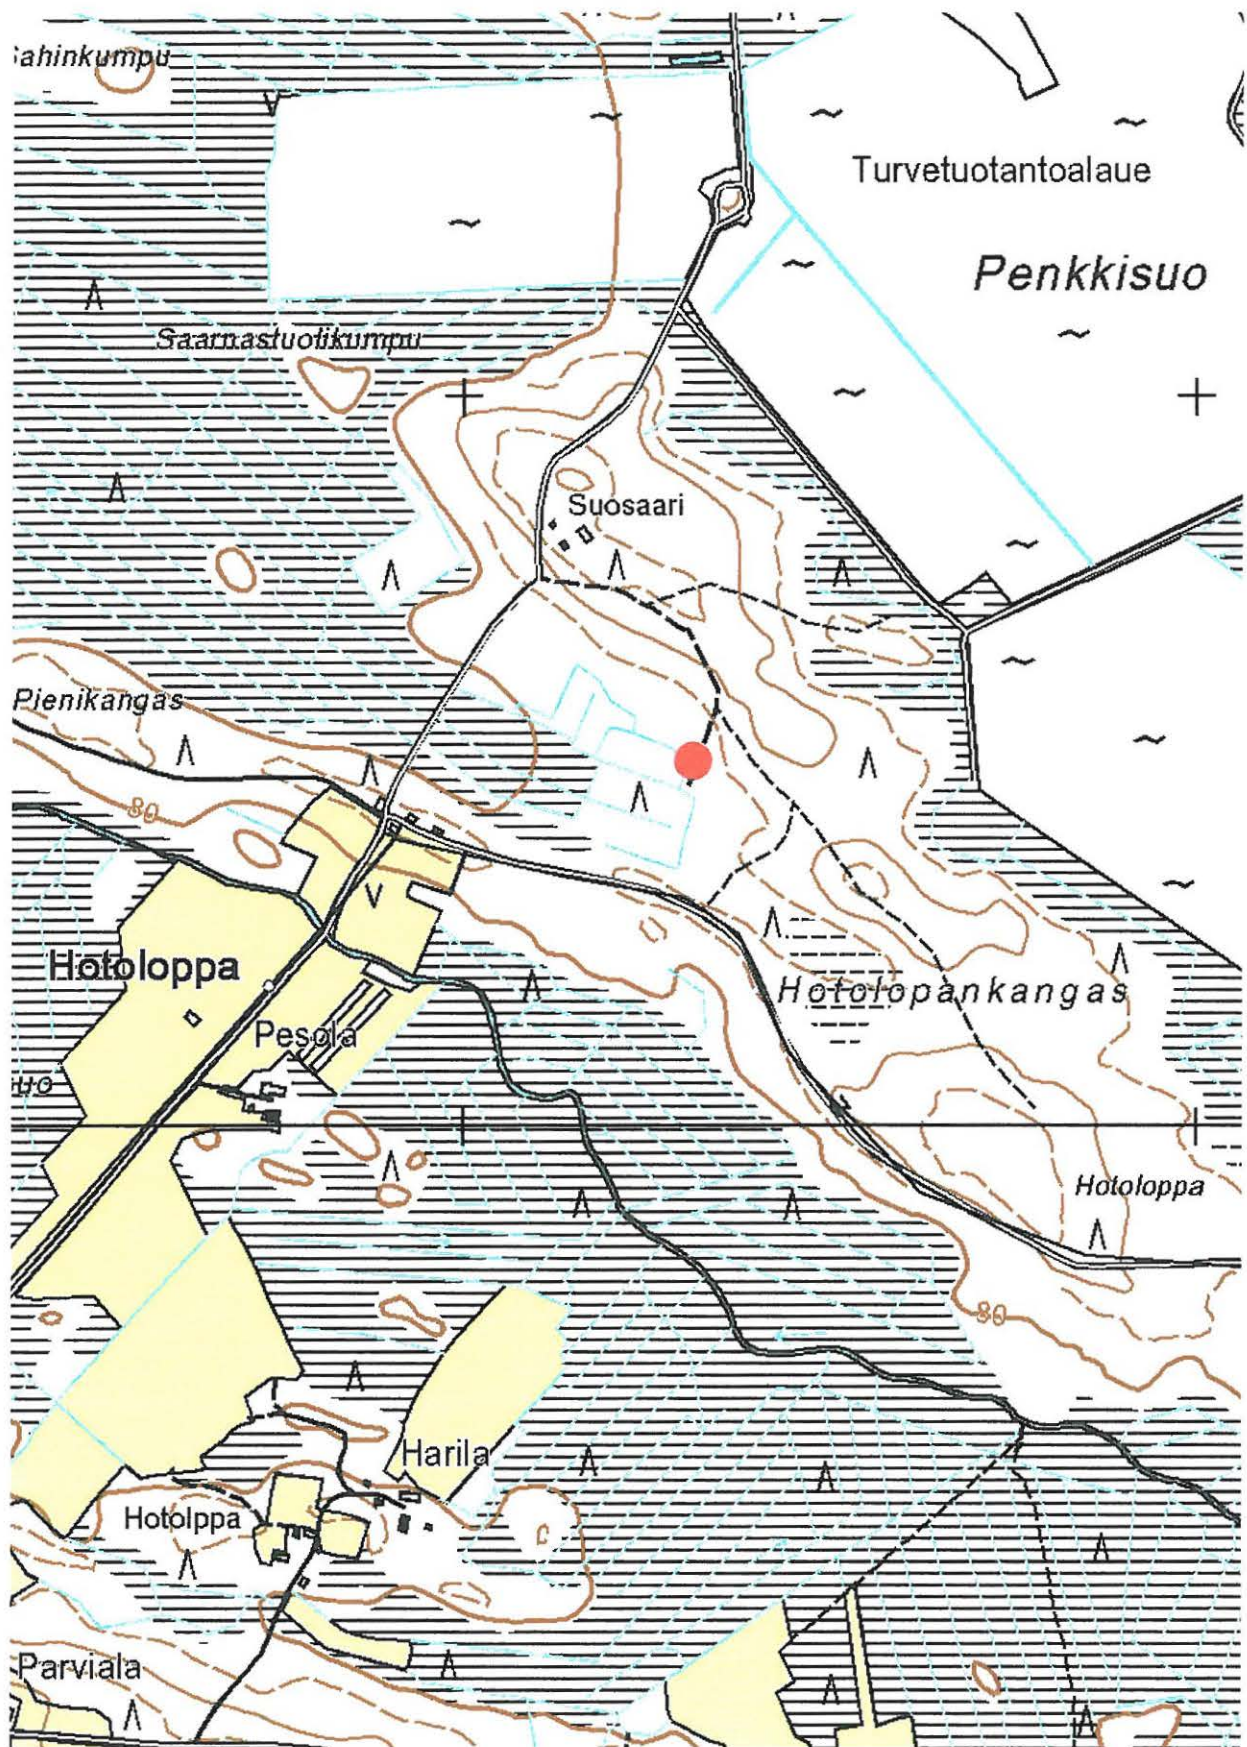 ahinkumpu
Turvetuotantoalaue
Penkkisuo
Saarnastuotikumpu
Suosaari
Pienikangas
80
Hotoloppa
Hotolopankangas
Pesola
uo
Hotoloppa
80
Harila
Hotolppa
Parviala